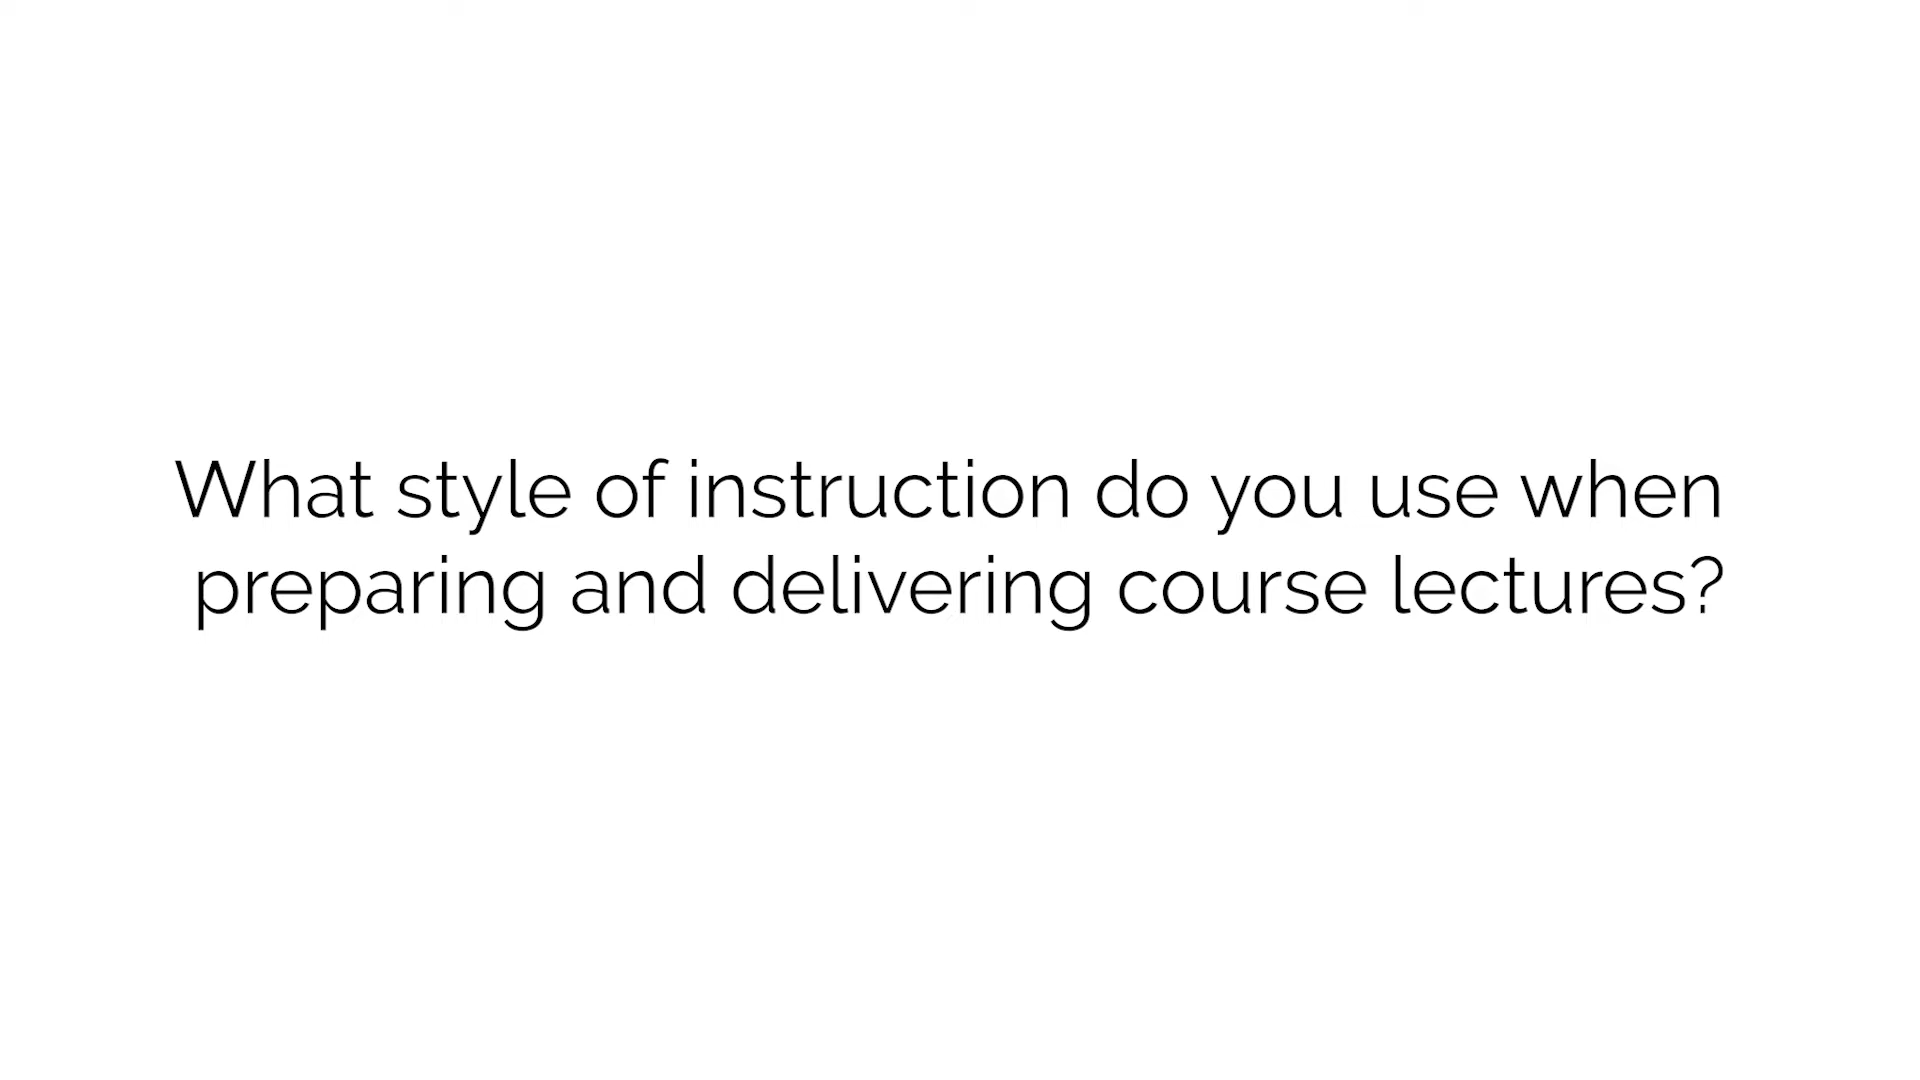 What style of instruction do you use when
preparing and delivering course lectures?